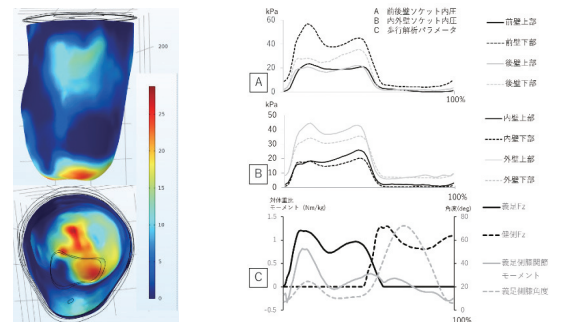 200
25
20
15
10
5
0
A 前後壁ソケット内圧
B 内外型ソケット内圧
C 歩行解析パラメータ
kPa
60
40
20
0
A
100%
前壁上部
前壁下部
後壁上部
後壁下部
kPa
50
40
30
20
10
0
B
100%
内壁上部
内壁下部
外型上部
外壁下部
対体重比
モーメント (Nm/kg)
角度(deg)
1.5
1
0.5
0
-0.5
80
60
40
20
0
C
100%
義足Fz
健側Fz
義足側膝関節
モーメント
義足側膝角度